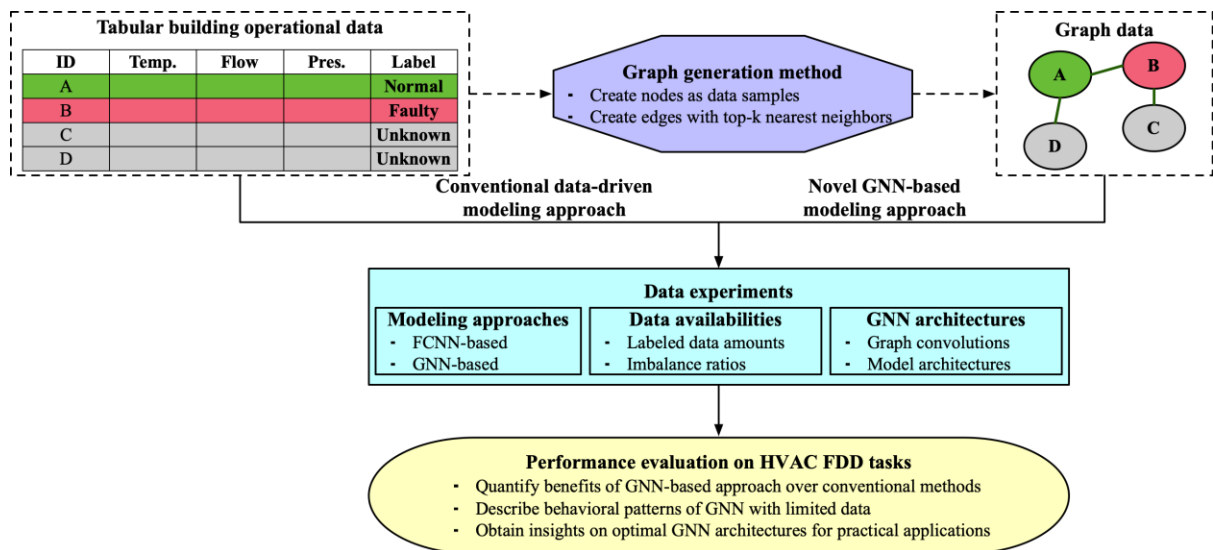 Tabular building operational data
ID Temp. Flow Pres. Label
A Normal
B Faulty
C Unknown
D Unknown
Graph generation method
- Create nodes as data samples
- Create edges with top-k nearest neighbors
Graph data
A
B
C
D
Conventional data-driven
modeling approach
Novel GNN-based
modeling approach
Data experiments
Modeling approaches
- FCNN-based
- GNN-based
Data availabilities
- Labeled data amounts
- Imbalance ratios
GNN architectures
- Graph convolutions
- Model architectures
Performance evaluation on HVAC FDD tasks
- Quantify benefits of GNN-based approach over conventional methods
- Describe behavioral patterns of GNN with limited data
- Obtain insights on optimal GNN architectures for practical applications